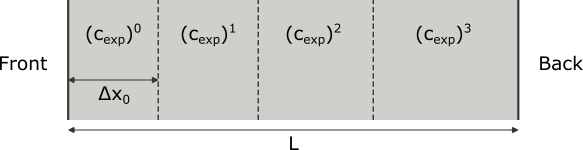 (c_exp)^0 (c_exp)^1 (c_exp)^2 (c_exp)^3
Front Back
Δx_0
L